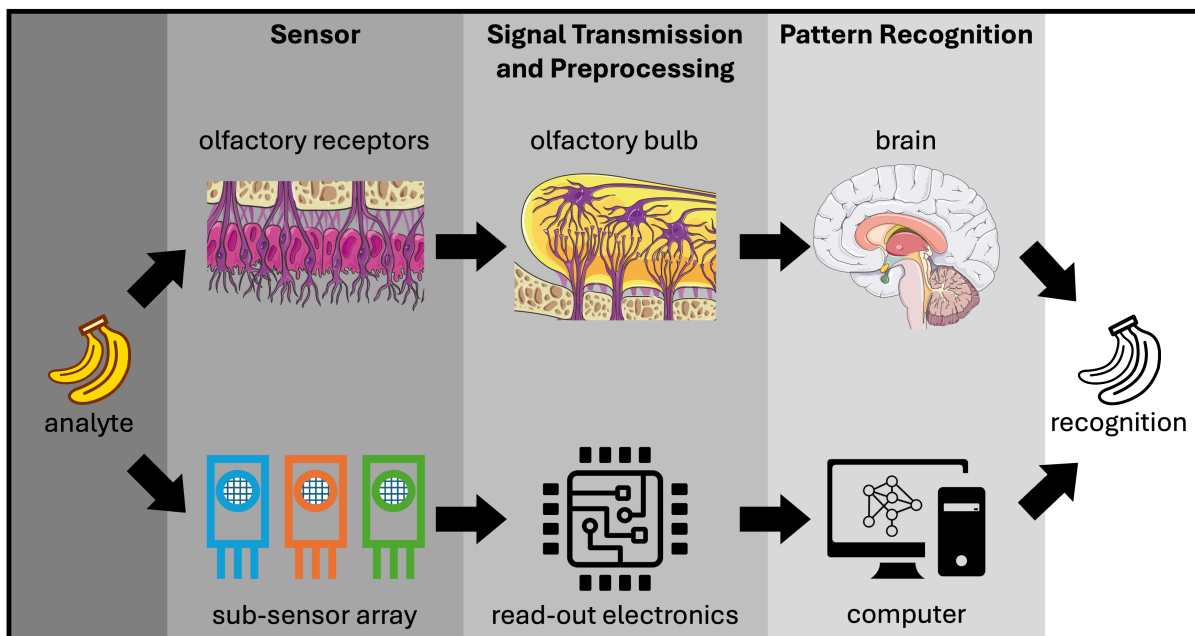 Sensor
Signal Transmission
and Preprocessing
Pattern Recognition
olfactory receptors
olfactory bulb
brain
analyte
recognition
sub-sensor array
read-out electronics
computer